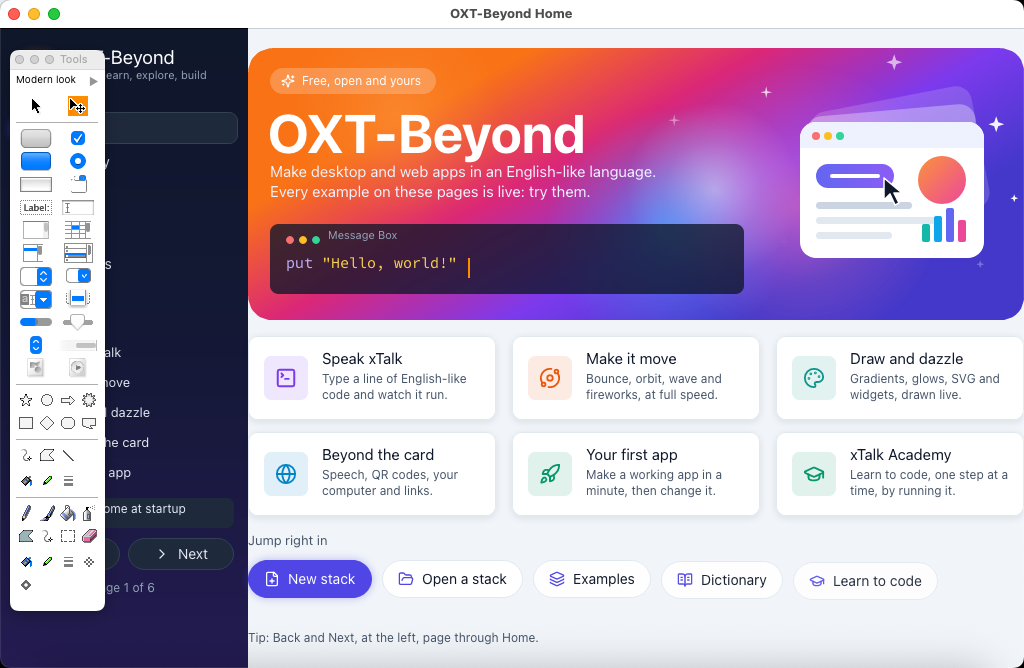 OXT-Beyond Home
Tools
Modern look
Label:
-Beyond
earn, explore, build
ome at startup
Next
ge 1 of 6
he card
app
dazzle
Free, open and yours
OXT-Beyond
Make desktop and web apps in an English-like language.
Every example on these pages is live: try them.
Message Box
put "Hello, world!"
Speak xTalk
Type a line of English-like
code and watch it run.
Make it move
Bounce, orbit, wave and
fireworks, at full speed.
Draw and dazzle
Gradients, glows, SVG and
widgets, drawn live.
Beyond the card
Speech, QR codes, your
computer and links.
Your first app
Make a working app in a
minute, then change it.
xTalk Academy
Learn to code, one step at a
time, by running it.
Jump right in
New stack
Open a stack
Examples
Dictionary
Learn to code
Tip: Back and Next, at the left, page through Home.